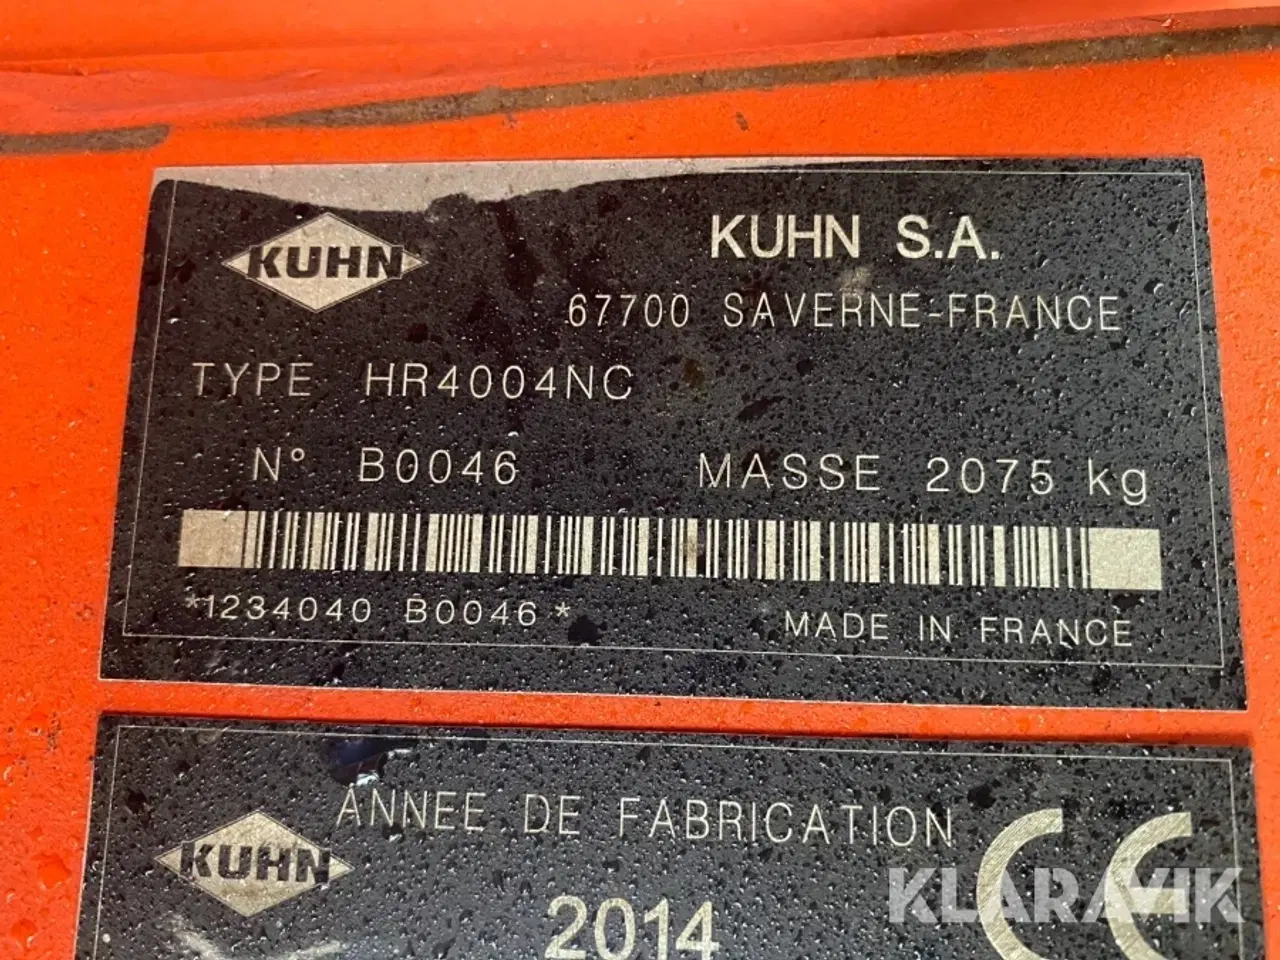 KUHN
KUHN S.A.
67700 SAVERNE-FRANCE
TYPE HR4004NC
N° B0046 MASSE 2075 kg
*1234040 B0046*
MADE IN FRANCE
KUHN
ANNEE DE FABRICATION
2014
CE
KLARAVIK